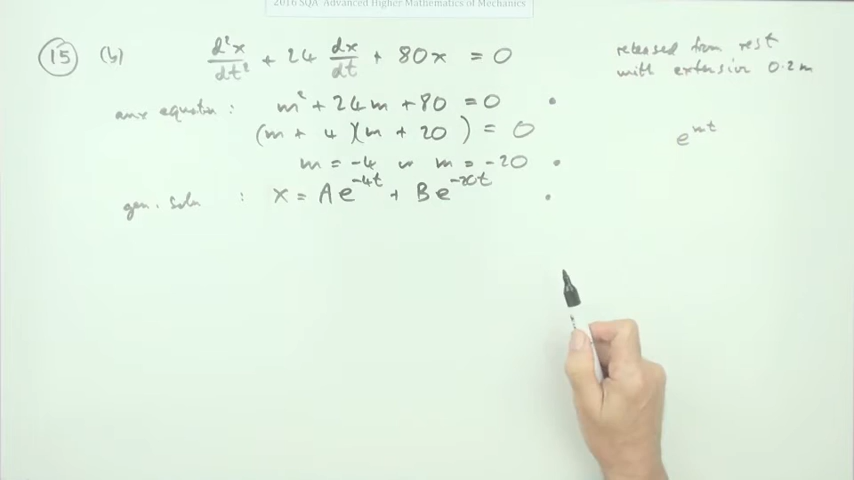 2016 SQA Advanced Higher Mathematics of Mechanics
15 (b) d²x/dt² + 24 dx/dt + 80x = 0
released from rest
with extension 0.2m
aux equation : m² + 24m + 80 = 0
(m + 4)(m + 20) = 0
e^mt
m = -4 or m = -20
gen. soln : x = Ae^-4t + Be^-20t